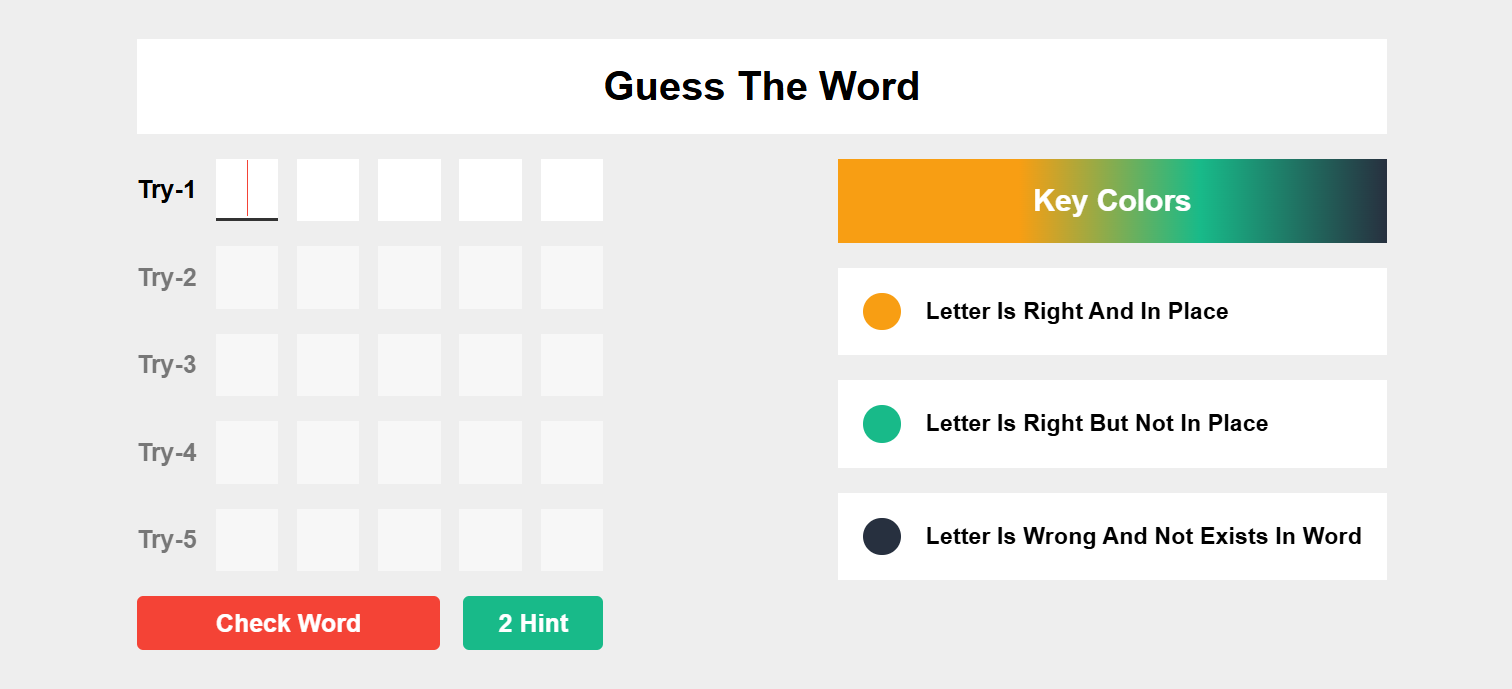 Guess The Word
Try-1
Try-2
Try-3
Try-4
Try-5
Check Word
2 Hint
Key Colors
Letter Is Right And In Place
Letter Is Right But Not In Place
Letter Is Wrong And Not Exists In Word